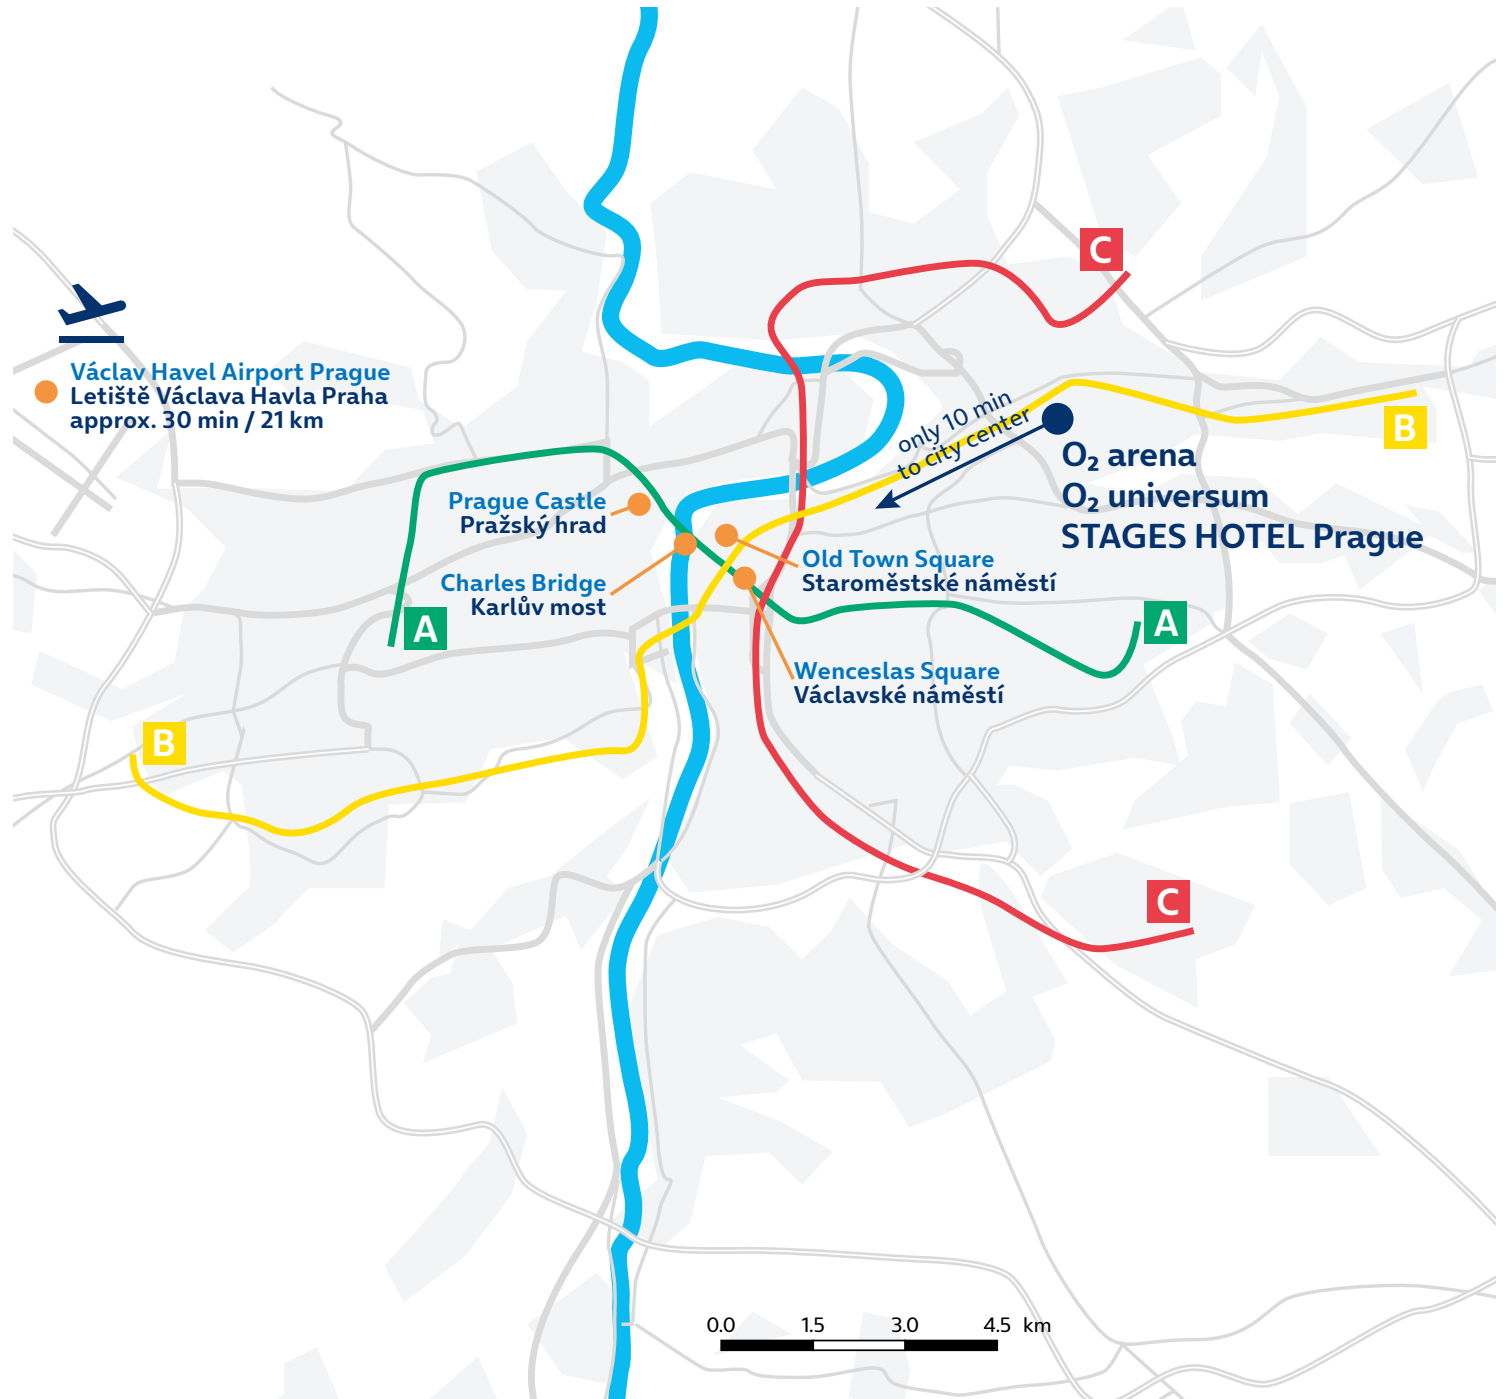 C
Václav Havel Airport Prague
Letiště Václava Havla Praha
approx. 30 min / 21 km
only 10 min
to city center
B
O₂ arena
O₂ universum
STAGES HOTEL Prague
Prague Castle
Pražský hrad
Old Town Square
Staroměstské náměstí
Charles Bridge
Karlův most
A
A
Wenceslas Square
Václavské náměstí
B
C
0.0 1.5 3.0 4.5 km